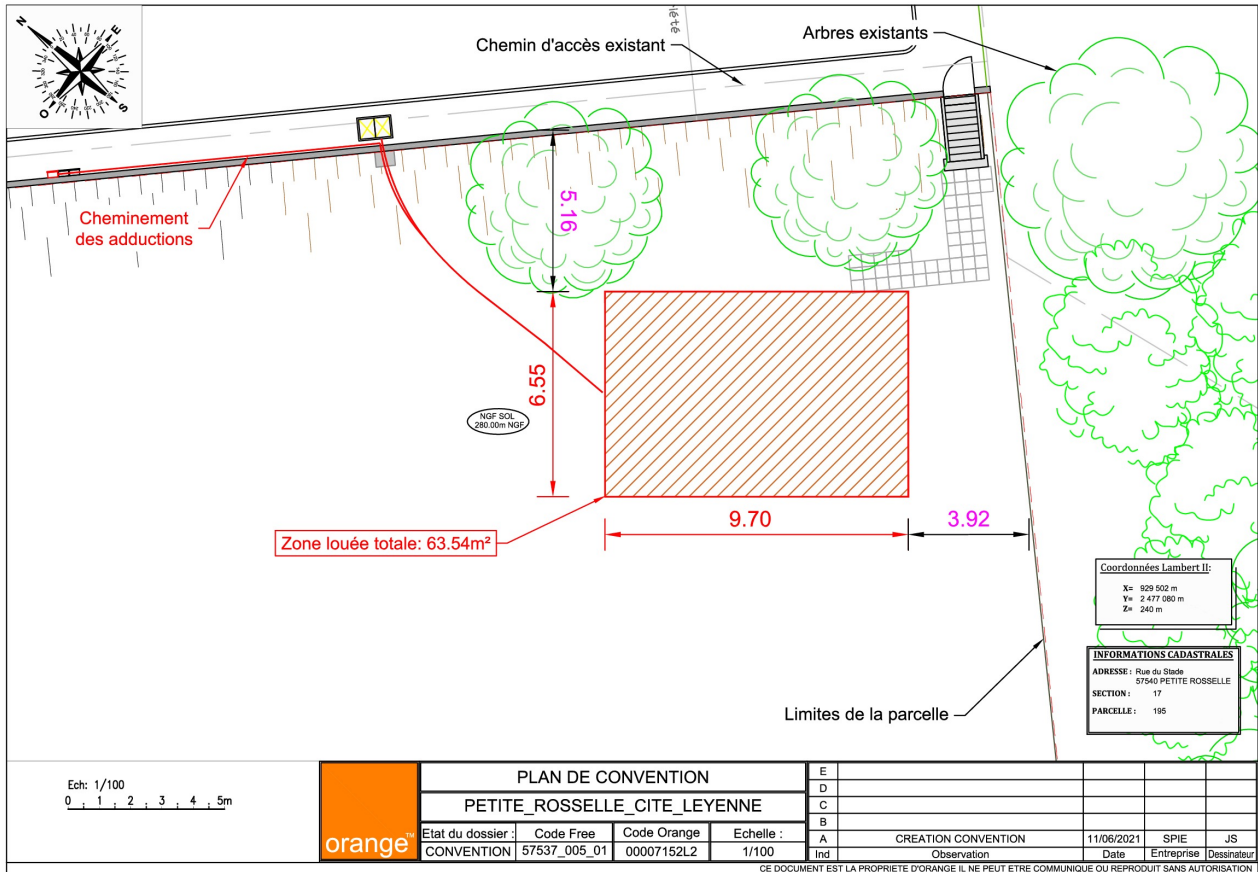 N
E
O
S
iété
Chemin d'accès existant
Arbres existants
Cheminement
des adductions
5.16
6.55
NGF SOL
280.00m NGF
Zone louée totale: 63.54m²
9.70
3.92
Coordonnées Lambert II:
X= 929 502 m
Y= 2 477 080 m
Z= 240 m
INFORMATIONS CADASTRALES
ADRESSE : Rue du Stade
57540 PETITE ROSSELLE
SECTION : 17
PARCELLE : 195
Limites de la parcelle
Ech: 1/100
0 1 2 3 4 5m
orange™
PLAN DE CONVENTION
PETITE_ROSSELLE_CITE_LEYENNE
Etat du dossier : Code Free Code Orange Echelle :
CONVENTION 57537_005_01 00007152L2 1/100
E
D
C
B
A CREATION CONVENTION 11/06/2021 SPIE JS
Ind Observation Date Entreprise Dessinateur
CE DOCUMENT EST LA PROPRIETE D'ORANGE IL NE PEUT ETRE COMMUNIQUE OU REPRODUIT SANS AUTORISATION